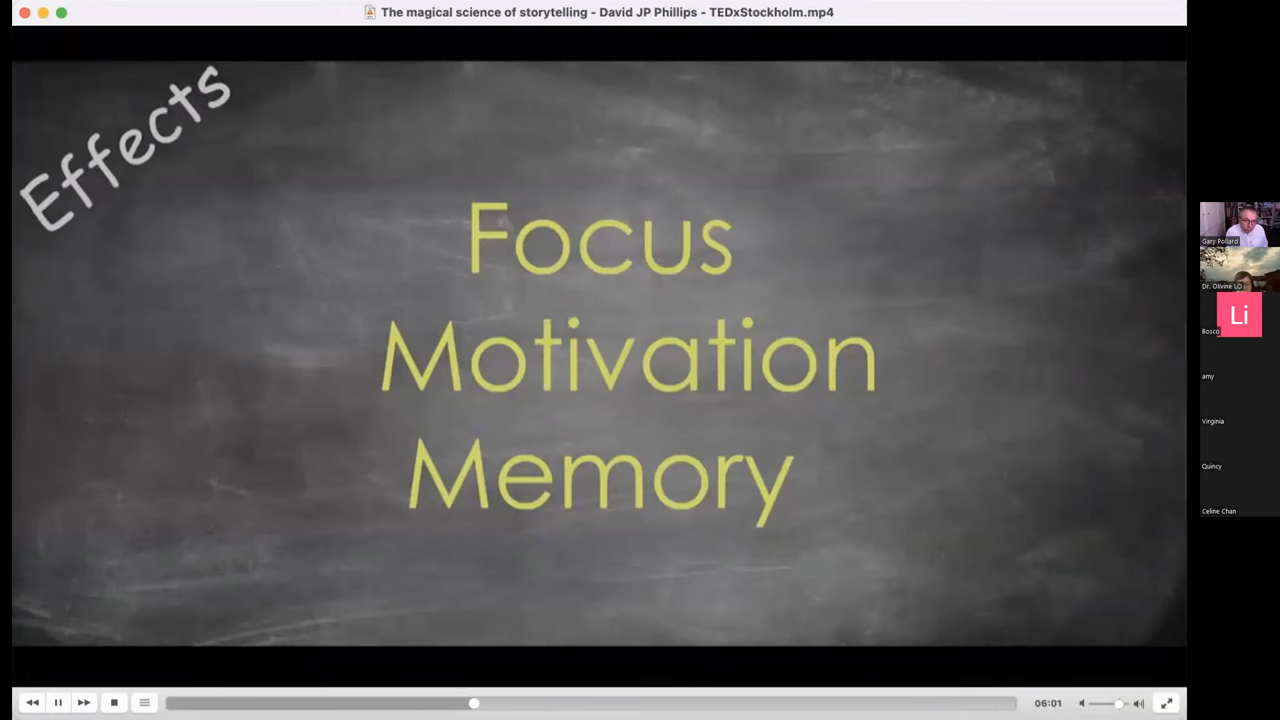 The magical science of storytelling - David JP Phillips - TEDxStockholm.mp4
Effects
Focus
Motivation
Memory
06:01
Gary Pollard
Dr. Olivine LO
Li
Bosco
amy
Virginia
Quincy
Celine Chan